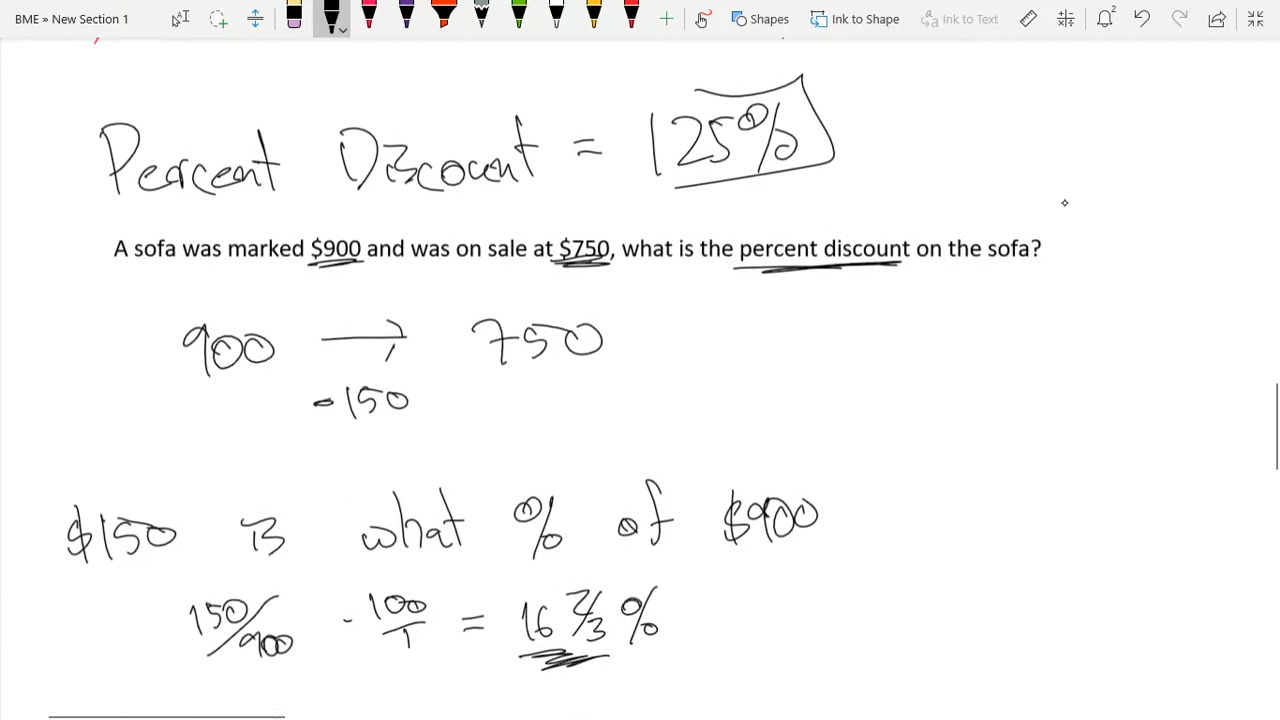 BME » New Section 1
Shapes
Ink to Shape
Ink to Text
2
Percent Discount = 125%
A sofa was marked $900 and was on sale at $750, what is the percent discount on the sofa?
900 → 750
-150
$150 is what % of $900
150/900 · 100/1 = 16 2/3 %